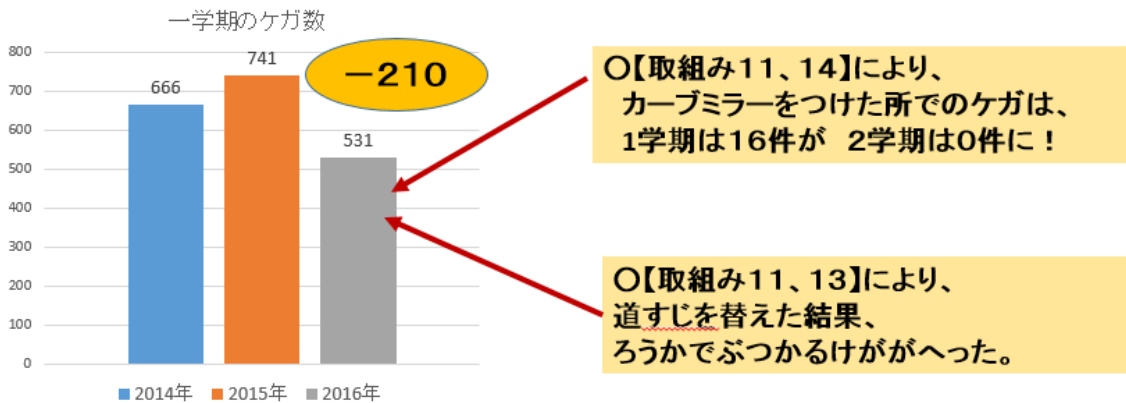 一学期のケガ数
800
700
600
500
400
300
200
100
0
666
741
531
－210
2014年 2015年 2016年
〇【取組み11、14】により、
カーブミラーをつけた所でのケガは、
1学期は16件が 2学期は0件に！
〇【取組み11、13】により、
道すじを替えた結果、
ろうかでぶつかるけががへった。